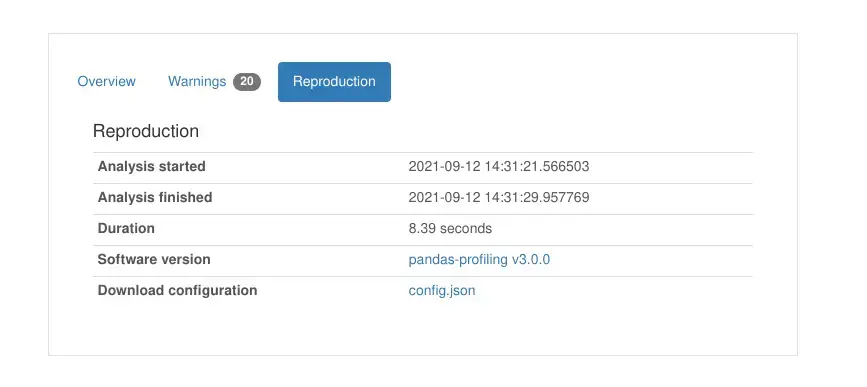 Overview Warnings 20 Reproduction
Reproduction
Analysis started 2021-09-12 14:31:21.566503
Analysis finished 2021-09-12 14:31:29.957769
Duration 8.39 seconds
Software version pandas-profiling v3.0.0
Download configuration config.json